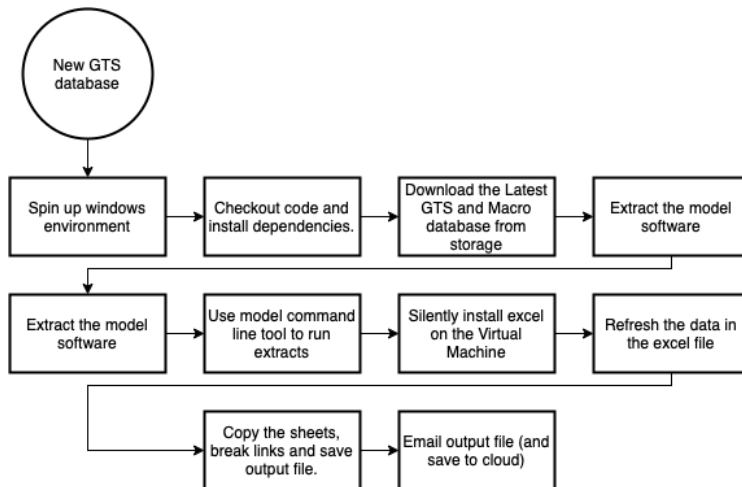 New GTS
database
Spin up windows
environment
Checkout code and
install dependencies.
Download the Latest
GTS and Macro
database from
storage
Extract the model
software
Extract the model
software
Use model command
line tool to run
extracts
Silently install excel
on the Virtual
Machine
Refresh the data in
the excel file
Copy the sheets,
break links and save
output file.
Email output file (and
save to cloud)